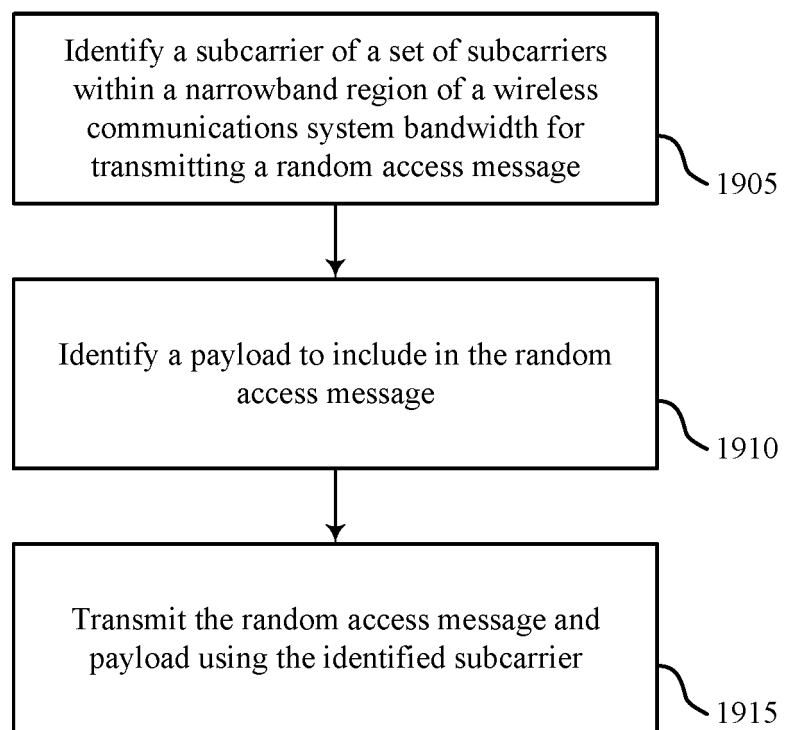 Identify a subcarrier of a set of subcarriers
within a narrowband region of a wireless
communications system bandwidth for
transmitting a random access message
1905
Identify a payload to include in the random
access message
1910
Transmit the random access message and
payload using the identified subcarrier
1915